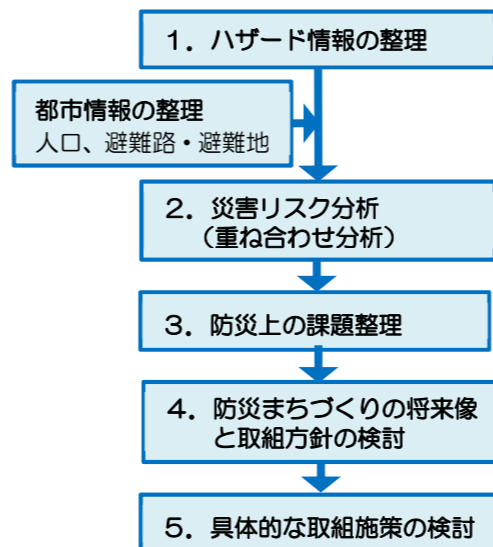 1．ハザード情報の整理
都市情報の整理
人口、避難路・避難地
2．災害リスク分析
（重ね合わせ分析）
3．防災上の課題整理
4．防災まちづくりの将来像
と取組方針の検討
5．具体的な取組施策の検討